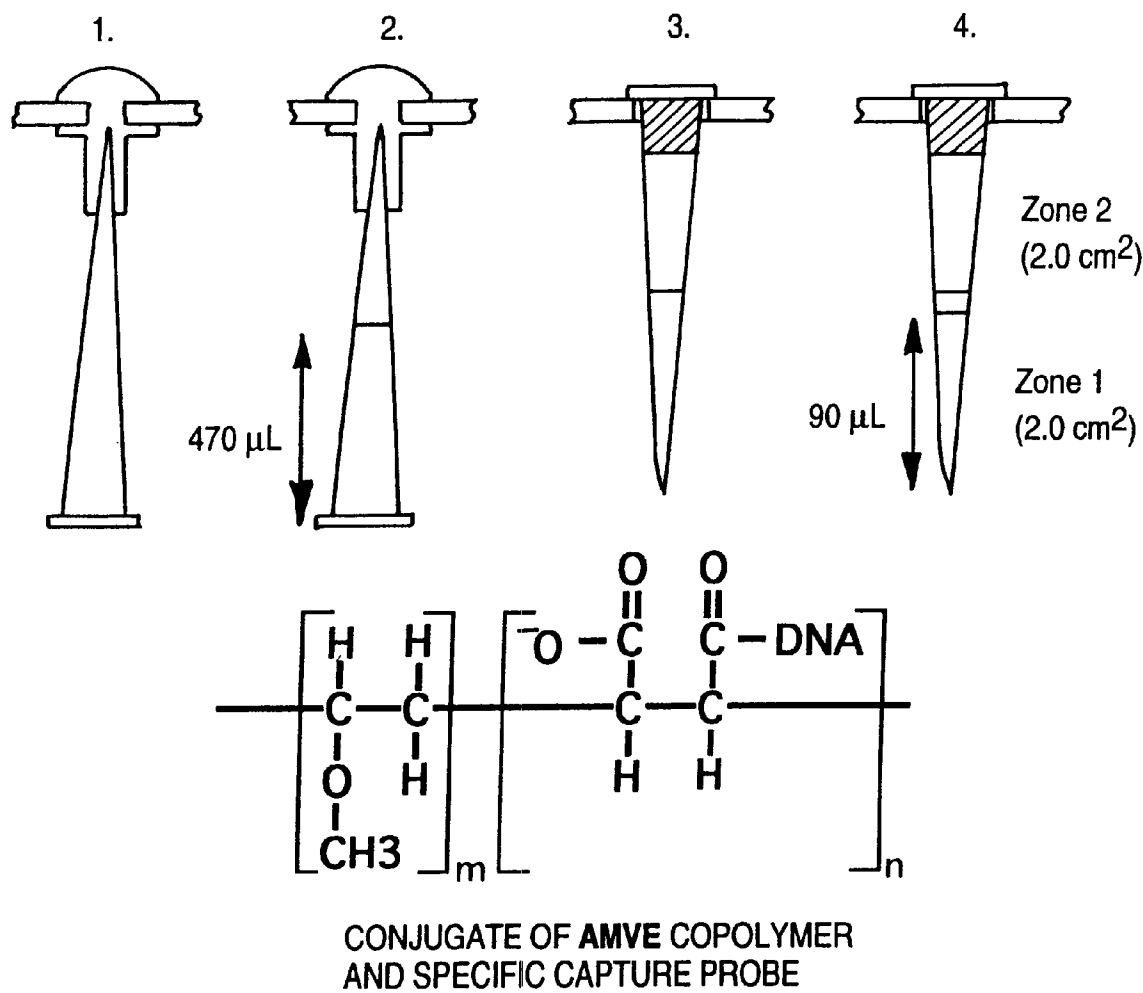 1. 2. 3. 4.
Zone 2
(2.0 cm²)
470 µL
90 µL
Zone 1
(2.0 cm²)
O O
H H ⁻O – C C – DNA
C C C C
O H H H
CH3 m n
CONJUGATE OF AMVE COPOLYMER
AND SPECIFIC CAPTURE PROBE